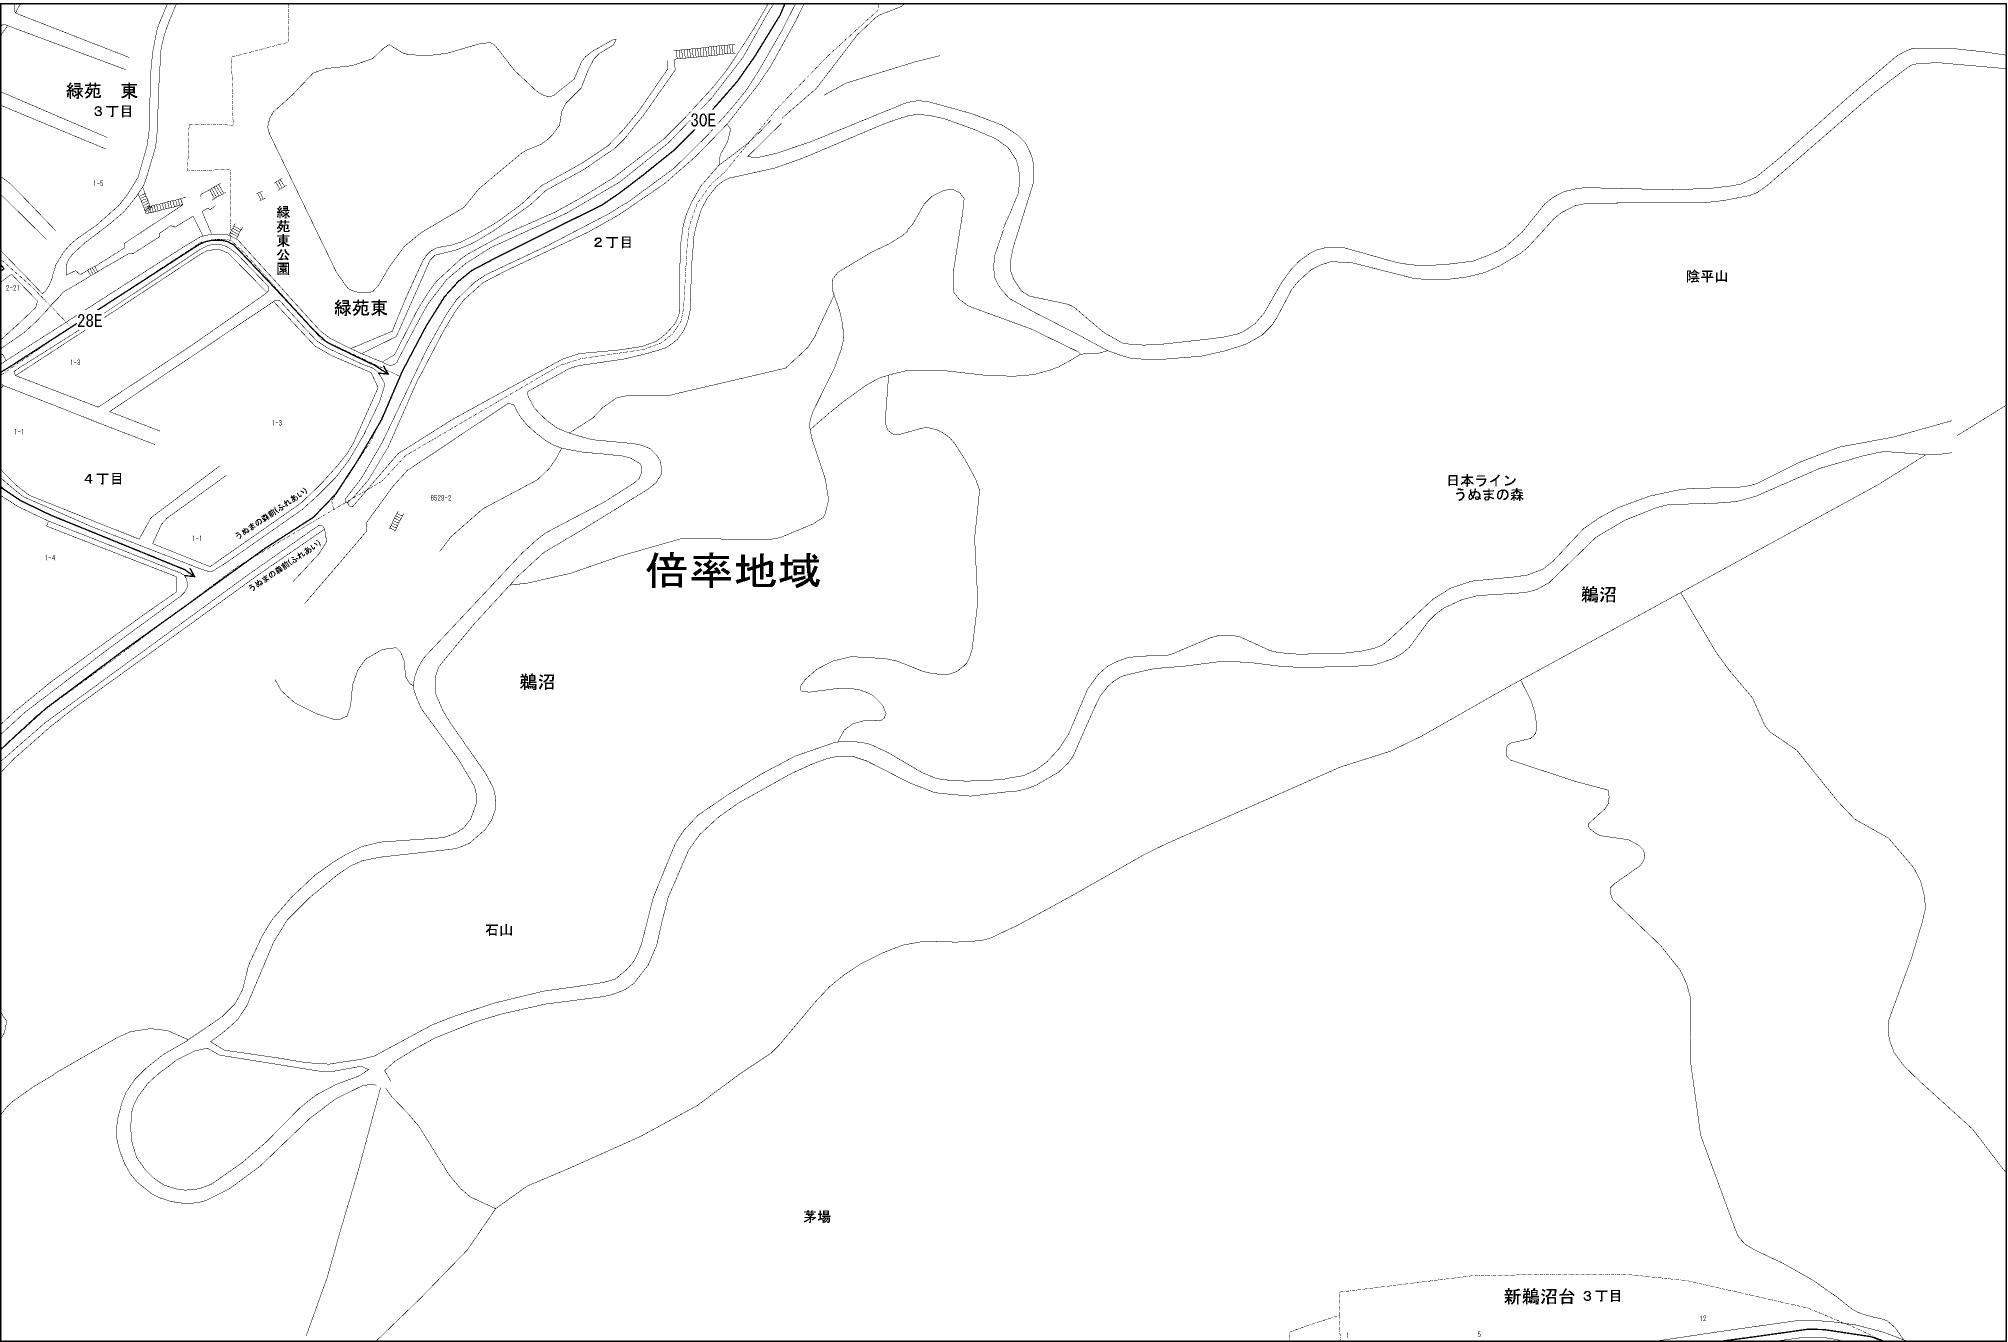 緑苑 東
3丁目
30E
1-5
緑苑東公園
2丁目
陰平山
2-21
緑苑東
28E
1-3
1-3
1-1
4丁目
日本ライン
うぬまの森
6529-2
うぬまの森前(ふれあい)
1-1
うぬまの森前(ふれあい)
1-4
倍率地域
鵜沼
鵜沼
石山
茅場
新鵜沼台 3丁目
12
1
5